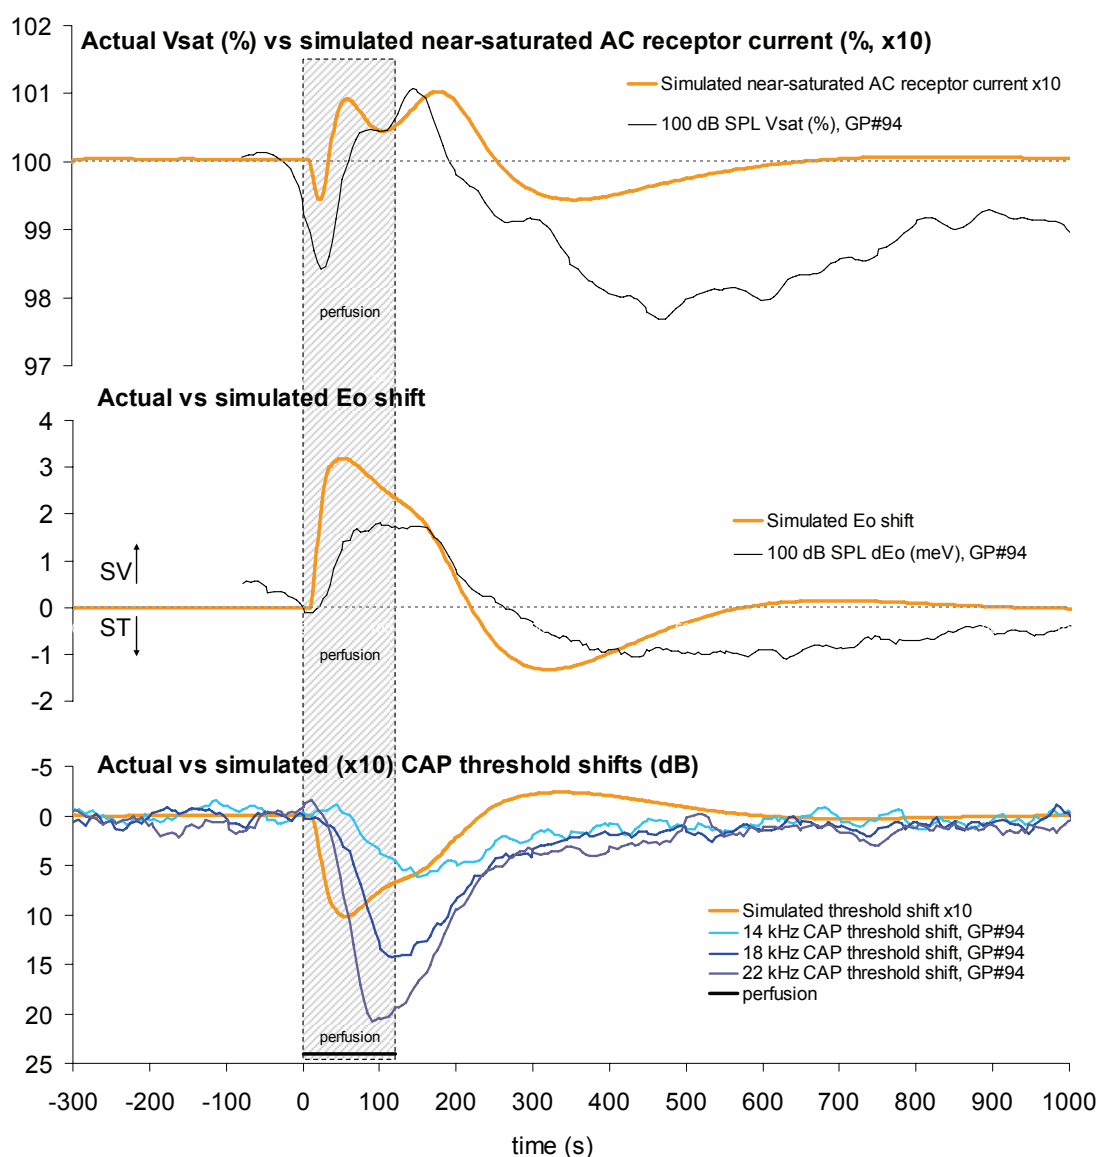 Actual Vsat (%) vs simulated near-saturated AC receptor current (%, x10)
102
101
100
99
98
97
Simulated near-saturated AC receptor current x10
100 dB SPL Vsat (%), GP#94
perfusion
Actual vs simulated Eo shift
4
3
2
1
0
-1
-2
SV
ST
Simulated Eo shift
100 dB SPL dEo (meV), GP#94
perfusion
Actual vs simulated (x10) CAP threshold shifts (dB)
-5
0
5
10
15
20
25
Simulated threshold shift x10
14 kHz CAP threshold shift, GP#94
18 kHz CAP threshold shift, GP#94
22 kHz CAP threshold shift, GP#94
perfusion
perfusion
-300 -200 -100 0 100 200 300 400 500 600 700 800 900 1000
time (s)